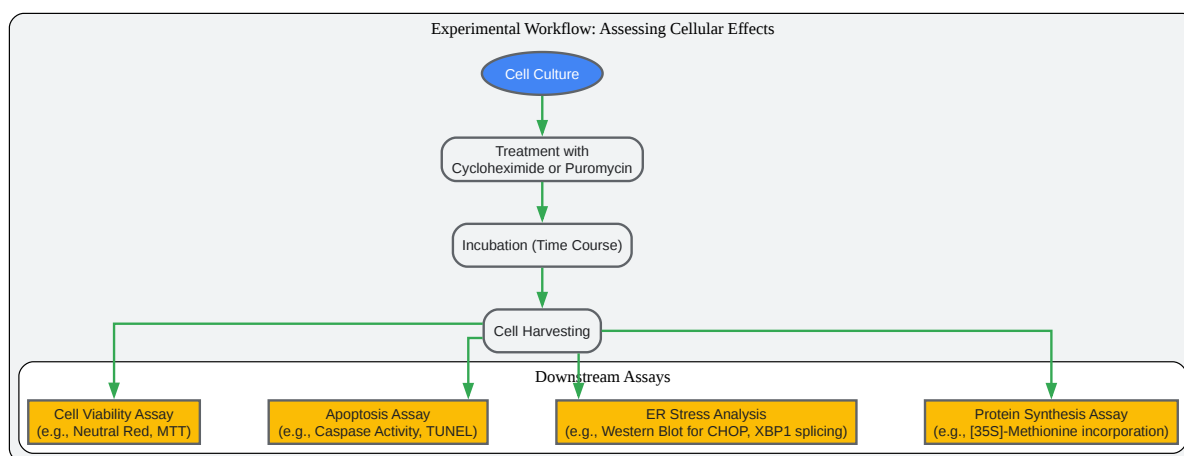 Experimental Workflow: Assessing Cellular Effects
Cell Culture
Treatment with
Cycloheximide or Puromycin
Incubation (Time Course)
Cell Harvesting
Downstream Assays
Cell Viability Assay
(e.g., Neutral Red, MTT)
Apoptosis Assay
(e.g., Caspase Activity, TUNEL)
ER Stress Analysis
(e.g., Western Blot for CHOP, XBP1 splicing)
Protein Synthesis Assay
(e.g., [35S]-Methionine incorporation)